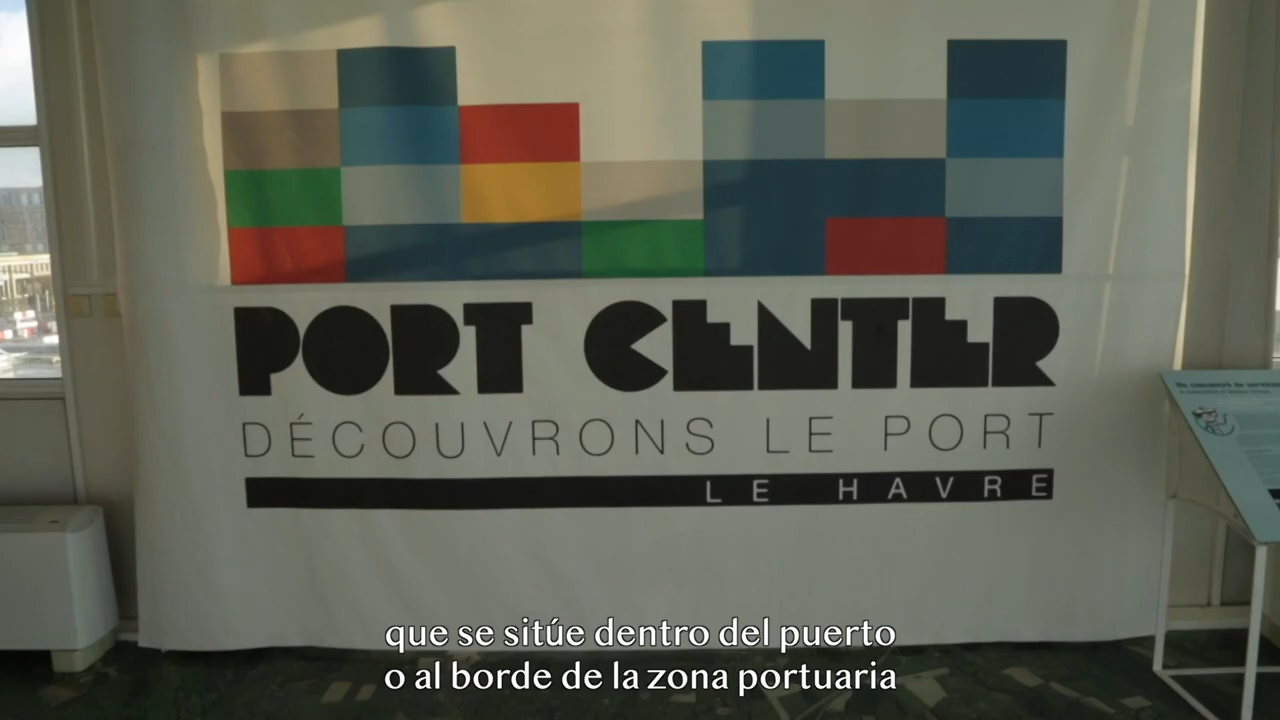 PORT CENTER
DÉCOUVRONS LE PORT
LE HAVRE
que se sitúe dentro del puerto
o al borde de la zona portuaria